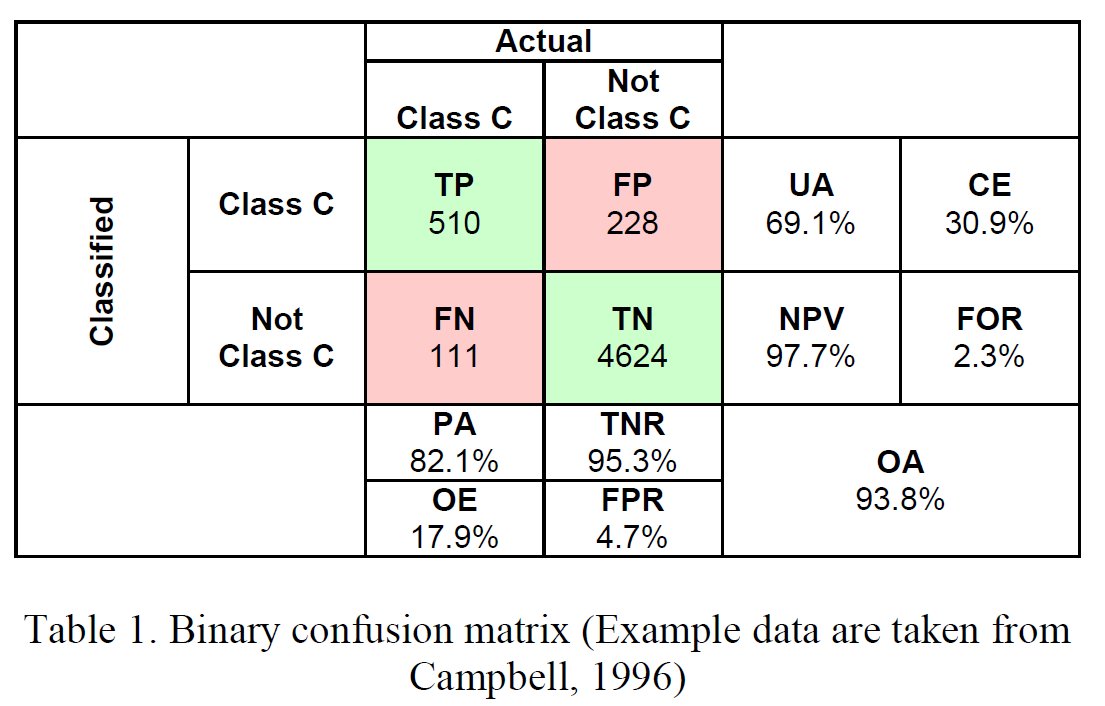 Actual
Class C
Not
Class C
Classified
Class C
TP
510
FP
228
UA
69.1%
CE
30.9%
Not
Class C
FN
111
TN
4624
NPV
97.7%
FOR
2.3%
PA
82.1%
TNR
95.3%
OE
17.9%
FPR
4.7%
OA
93.8%
Table 1. Binary confusion matrix (Example data are taken from
Campbell, 1996)